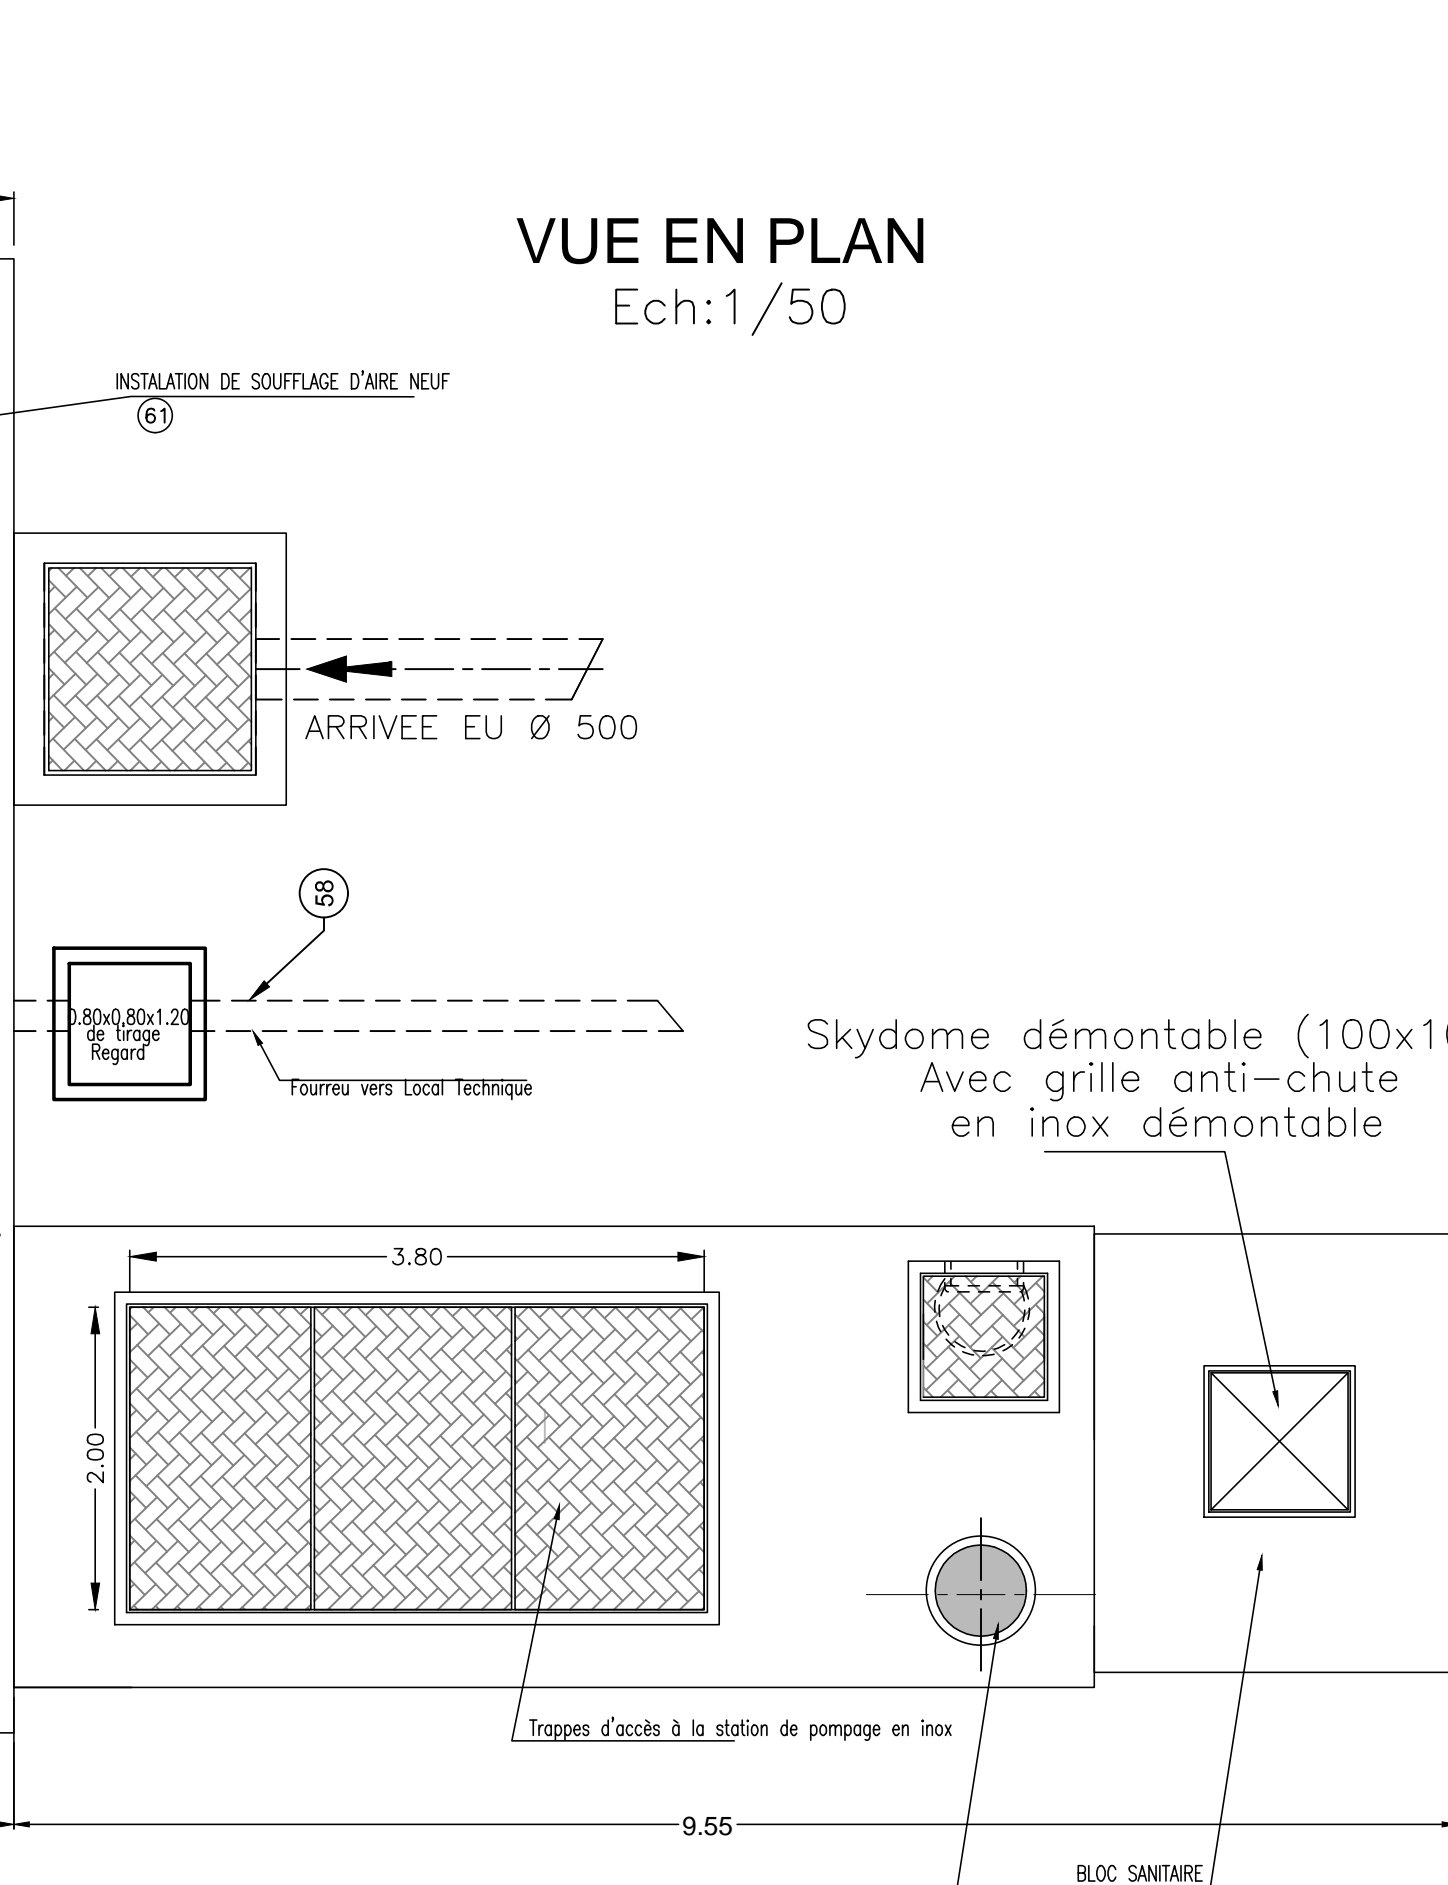 VUE EN PLAN
Ech:1/50
INSTALATION DE SOUFFLAGE D'AIRE NEUF
61
ARRIVEE EU Ø 500
58
0.80x0.80x1.20
de tirage
Regard
Fourreu vers Local Technique
Skydome démontable
Avec grille anti-chute
en inox démontable
3.80
2.00
Trappes d'accès à la station de pompage en inox
9.55
BLOC SANITAIRE